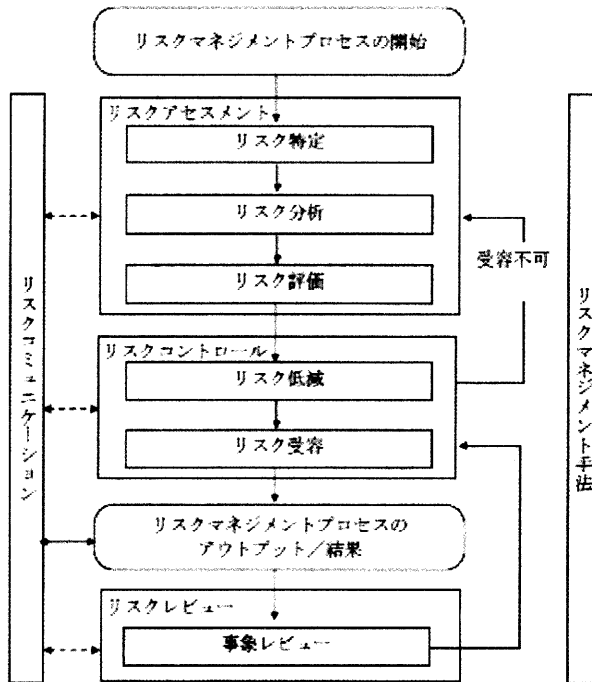 リスクマネジメントプロセスの開始
リスクアセスメント
リスク特定
リスク分析
リスク評価
受容不可
リスクコントロール
リスク低減
リスク受容
リスクマネジメントプロセスの
アウトプット／結果
リスクレビュー
事象レビュー
リスクコミュニケーション
リスクマネジメント手法